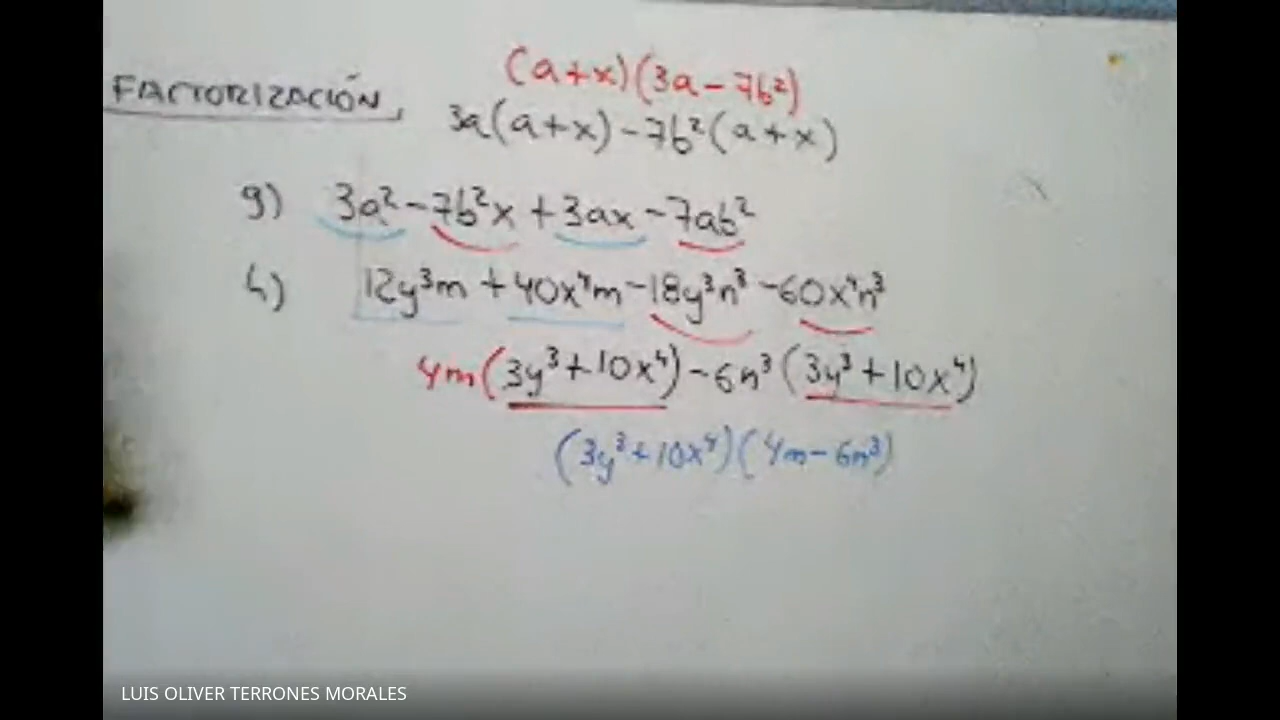 (a+x)(3a-7b²)
FACTORIZACIÓN,
3a(a+x)-7b²(a+x)
g) 3a²-7b²x+3ax-7ab²
h) 12y³m+40x⁴m-18y³n³-60x⁴n³
4m(3y³+10x⁴)-6n³(3y³+10x⁴)
(3y³+10x⁴)(4m-6n³)
LUIS OLIVER TERRONES MORALES